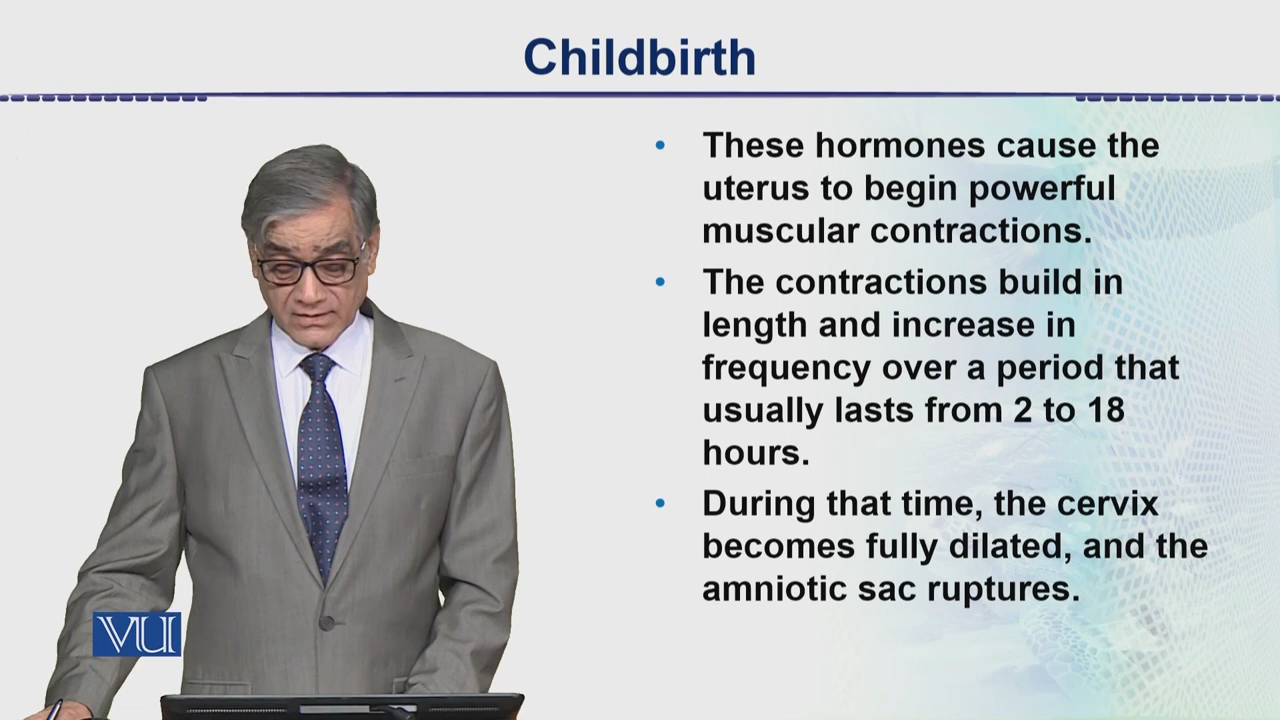 Childbirth
• These hormones cause the
uterus to begin powerful
muscular contractions.
• The contractions build in
length and increase in
frequency over a period that
usually lasts from 2 to 18
hours.
• During that time, the cervix
becomes fully dilated, and the
amniotic sac ruptures.
VU